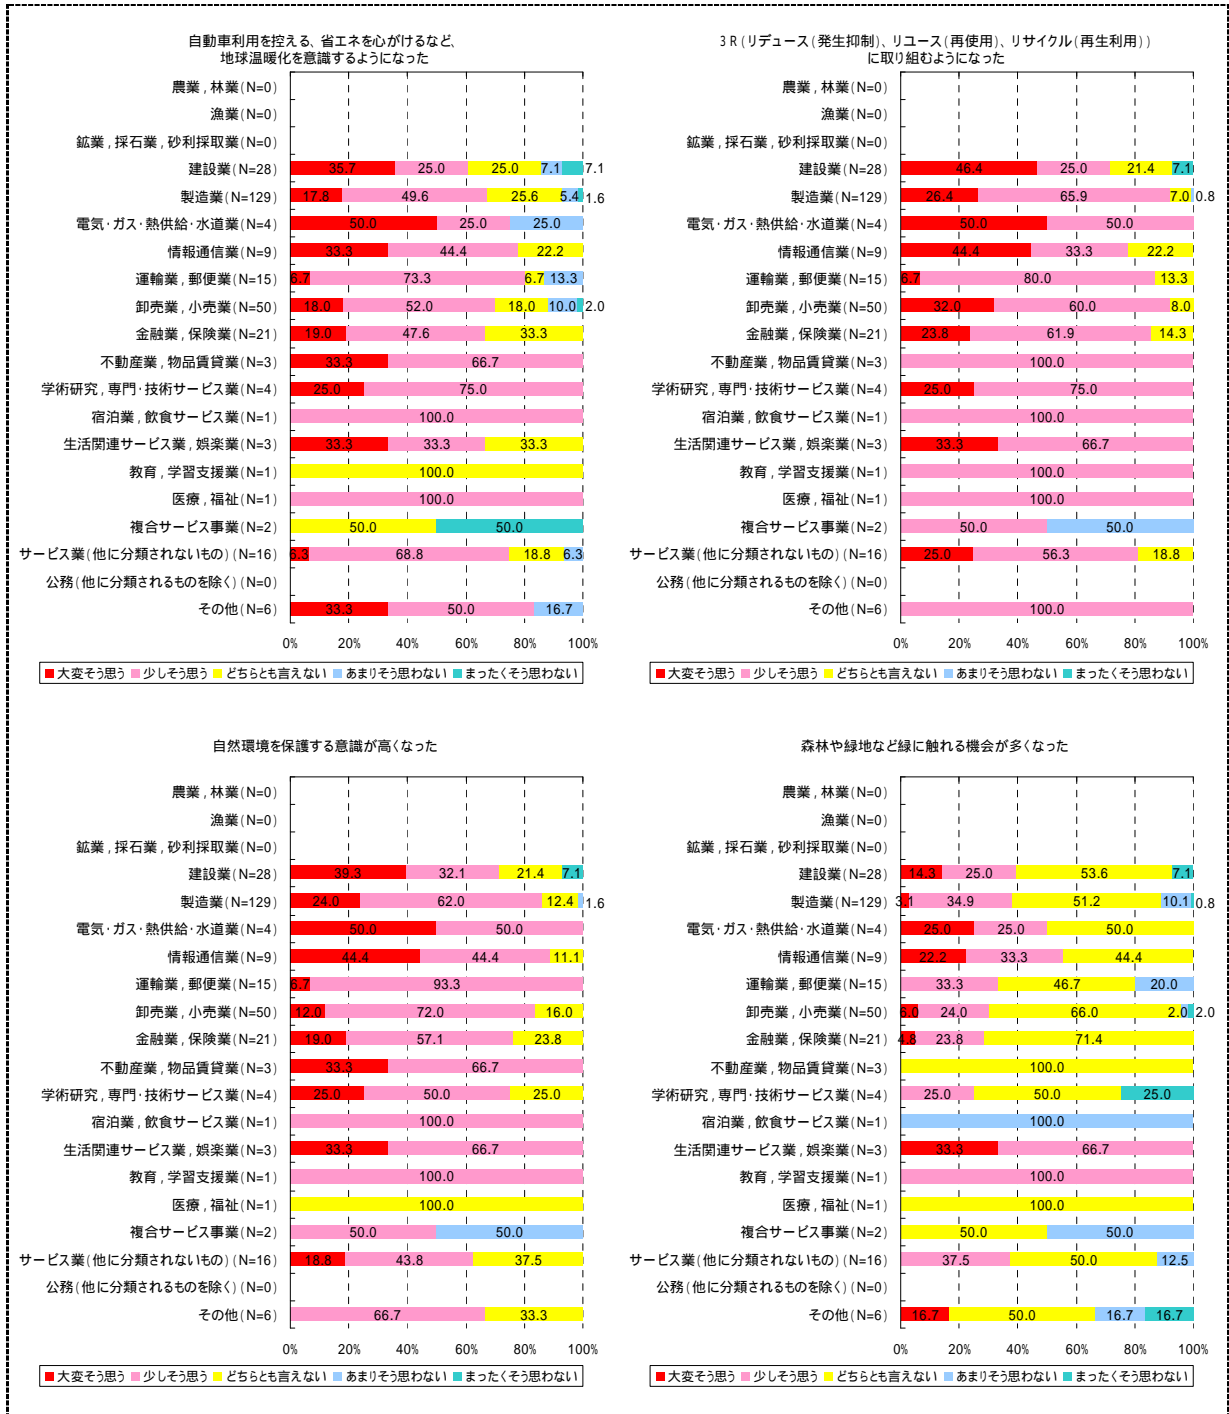 自動車利用を控える、省エネを心がけるなど、
地球温暖化を意識するようになった
農業,林業(N=0)
漁業(N=0)
鉱業,採石業,砂利採取業(N=0)
建設業(N=28) 35.7 25.0 25.0 7.1 7.1
製造業(N=129) 17.8 49.6 25.6 5.4 1.6
電気・ガス・熱供給・水道業(N=4) 50.0 25.0 25.0
情報通信業(N=9) 33.3 44.4 22.2
運輸業,郵便業(N=15) 6.7 73.3 6.7 13.3
卸売業,小売業(N=50) 18.0 52.0 18.0 10.0 2.0
金融業,保険業(N=21) 19.0 47.6 33.3
不動産業,物品賃貸業(N=3) 33.3 66.7
学術研究,専門・技術サービス業(N=4) 25.0 75.0
宿泊業,飲食サービス業(N=1) 100.0
生活関連サービス業,娯楽業(N=3) 33.3 33.3 33.3
教育,学習支援業(N=1) 100.0
医療,福祉(N=1) 100.0
複合サービス事業(N=2) 50.0 50.0
サービス業(他に分類されないもの)(N=16) 6.3 68.8 18.8 6.3
公務(他に分類されるものを除く)(N=0)
その他(N=6) 33.3 50.0 16.7
0% 20% 40% 60% 80% 100%
大変そう思う 少しそう思う どちらとも言えない あまりそう思わない まったくそう思わない
3R(リデュース(発生抑制)、リユース(再使用)、リサイクル(再生利用))
に取り組むようになった
農業,林業(N=0)
漁業(N=0)
鉱業,採石業,砂利採取業(N=0)
建設業(N=28) 46.4 25.0 21.4 7.1
製造業(N=129) 26.4 65.9 7.0 0.8
電気・ガス・熱供給・水道業(N=4) 50.0 50.0
情報通信業(N=9) 44.4 33.3 22.2
運輸業,郵便業(N=15) 6.7 80.0 13.3
卸売業,小売業(N=50) 32.0 60.0 8.0
金融業,保険業(N=21) 23.8 61.9 14.3
不動産業,物品賃貸業(N=3) 100.0
学術研究,専門・技術サービス業(N=4) 25.0 75.0
宿泊業,飲食サービス業(N=1) 100.0
生活関連サービス業,娯楽業(N=3) 33.3 66.7
教育,学習支援業(N=1) 100.0
医療,福祉(N=1) 100.0
複合サービス事業(N=2) 50.0 50.0
サービス業(他に分類されないもの)(N=16) 25.0 56.3 18.8
公務(他に分類されるものを除く)(N=0)
その他(N=6) 100.0
0% 20% 40% 60% 80% 100%
大変そう思う 少しそう思う どちらとも言えない あまりそう思わない まったくそう思わない
自然環境を保護する意識が高くなった
農業,林業(N=0)
漁業(N=0)
鉱業,採石業,砂利採取業(N=0)
建設業(N=28) 39.3 32.1 21.4 7.1
製造業(N=129) 24.0 62.0 12.4 1.6
電気・ガス・熱供給・水道業(N=4) 50.0 50.0
情報通信業(N=9) 44.4 44.4 11.1
運輸業,郵便業(N=15) 6.7 93.3
卸売業,小売業(N=50) 12.0 72.0 16.0
金融業,保険業(N=21) 19.0 57.1 23.8
不動産業,物品賃貸業(N=3) 33.3 66.7
学術研究,専門・技術サービス業(N=4) 25.0 50.0 25.0
宿泊業,飲食サービス業(N=1) 100.0
生活関連サービス業,娯楽業(N=3) 33.3 66.7
教育,学習支援業(N=1) 100.0
医療,福祉(N=1) 100.0
複合サービス事業(N=2) 50.0 50.0
サービス業(他に分類されないもの)(N=16) 18.8 43.8 37.5
公務(他に分類されるものを除く)(N=0)
その他(N=6) 66.7 33.3
0% 20% 40% 60% 80% 100%
大変そう思う 少しそう思う どちらとも言えない あまりそう思わない まったくそう思わない
森林や緑地など緑に触れる機会が多くなった
農業,林業(N=0)
漁業(N=0)
鉱業,採石業,砂利採取業(N=0)
建設業(N=28) 14.3 25.0 53.6 7.1
製造業(N=129) 3.1 34.9 51.2 10.1 0.8
電気・ガス・熱供給・水道業(N=4) 25.0 25.0 50.0
情報通信業(N=9) 22.2 33.3 44.4
運輸業,郵便業(N=15) 33.3 46.7 20.0
卸売業,小売業(N=50) 6.0 24.0 66.0 2.0 2.0
金融業,保険業(N=21) 4.8 23.8 71.4
不動産業,物品賃貸業(N=3) 100.0
学術研究,専門・技術サービス業(N=4) 25.0 50.0 25.0
宿泊業,飲食サービス業(N=1) 100.0
生活関連サービス業,娯楽業(N=3) 33.3 66.7
教育,学習支援業(N=1) 100.0
医療,福祉(N=1) 100.0
複合サービス事業(N=2) 50.0 50.0
サービス業(他に分類されないもの)(N=16) 37.5 50.0 12.5
公務(他に分類されるものを除く)(N=0)
その他(N=6) 16.7 50.0 16.7 16.7
0% 20% 40% 60% 80% 100%
大変そう思う 少しそう思う どちらとも言えない あまりそう思わない まったくそう思わない